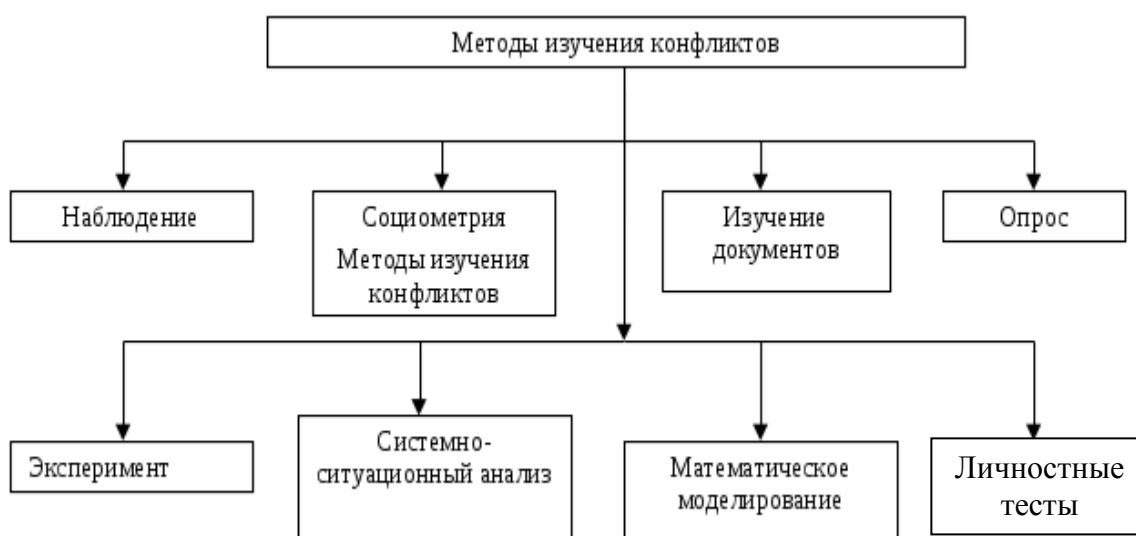 Методы изучения конфликтов
Наблюдение
Социометрия
Методы изучения
конфликтов
Изучение
документов
Опрос
Эксперимент
Системно-
ситуационный анализ
Математическое
моделирование
Личностные
тесты